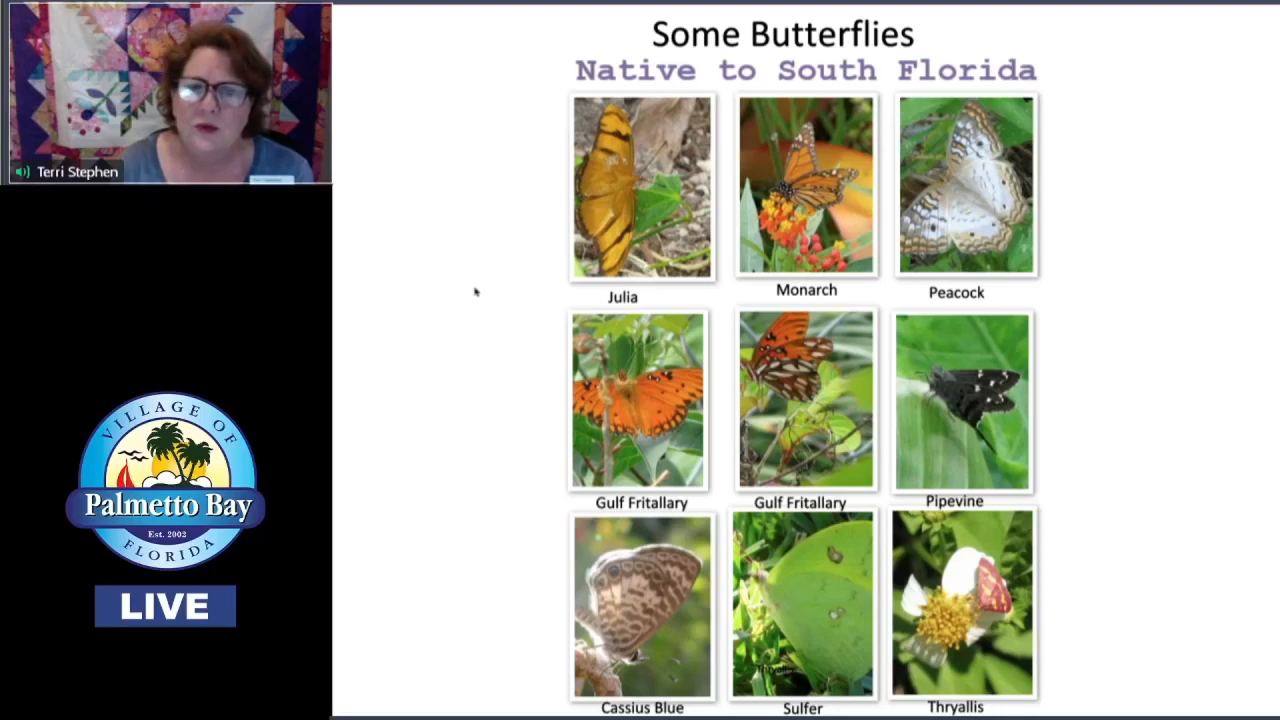 Some Butterflies
Native to South Florida
Terri Stephen
Julia
Monarch
Peacock
Gulf Fritallary
Gulf Fritallary
Pipevine
Cassius Blue
Sulfer
Thryallis
VILLAGE OF
Palmetto Bay
Est. 2002
FLORIDA
LIVE